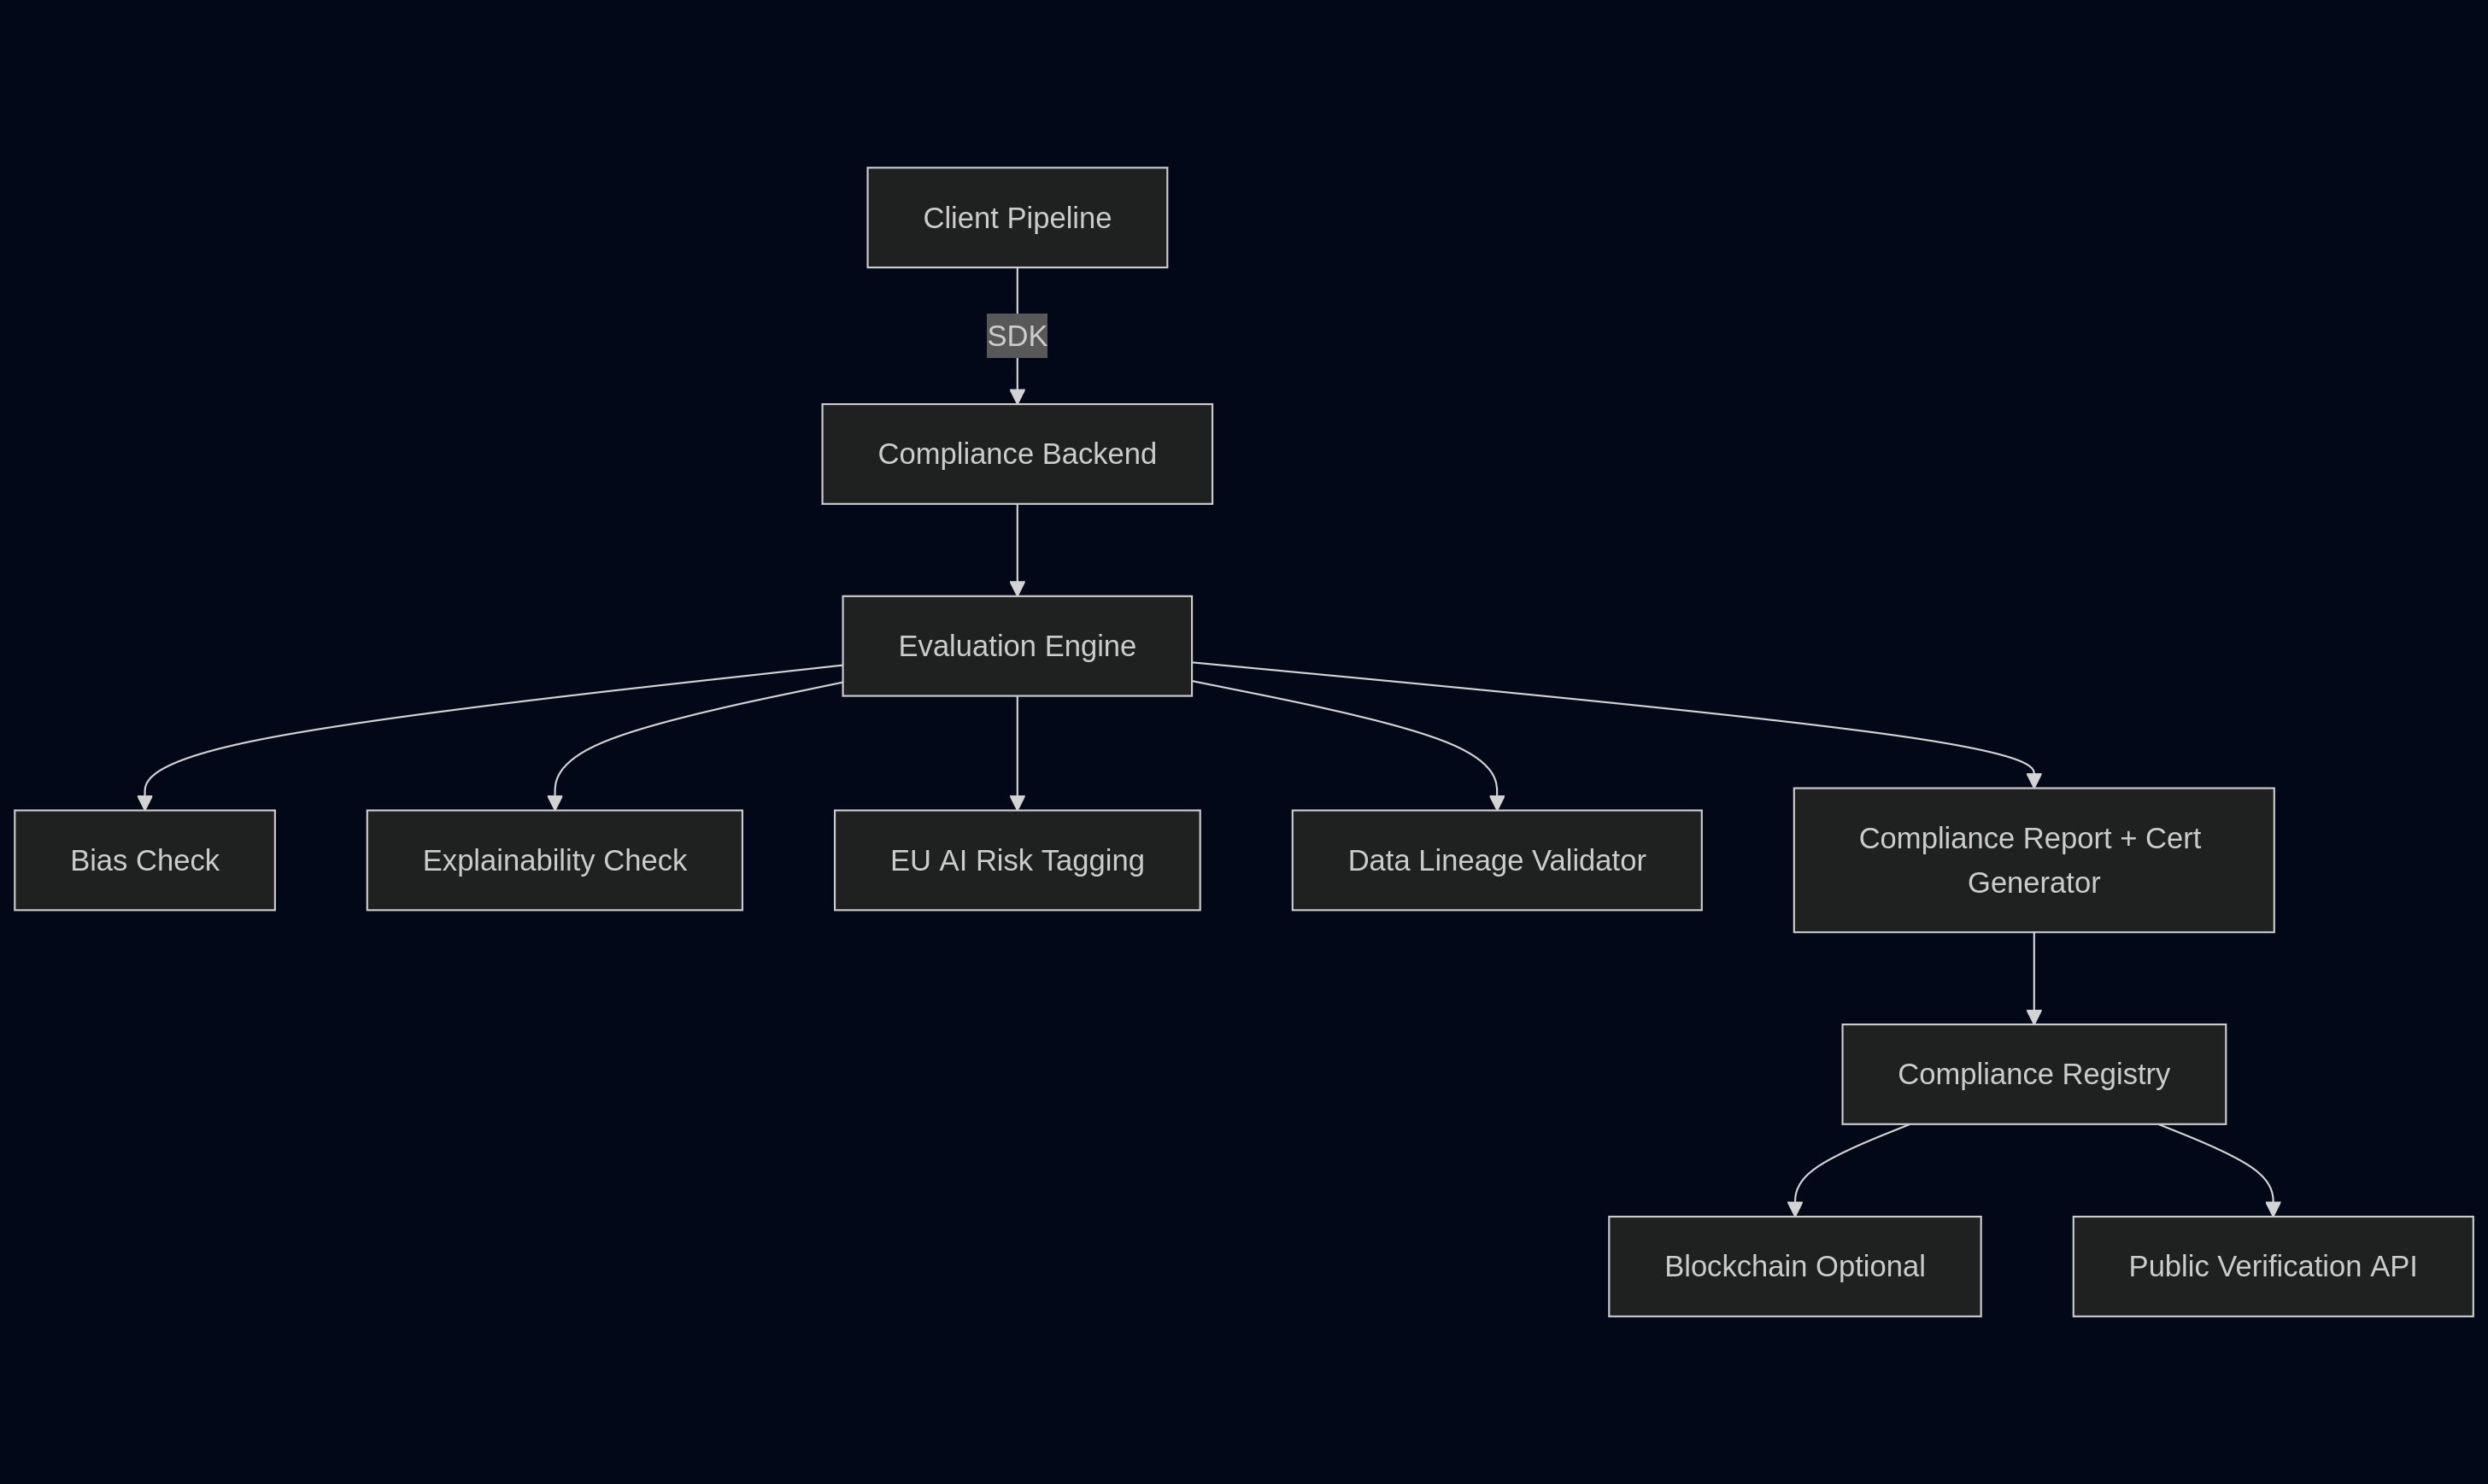 Client Pipeline
SDK
Compliance Backend
Evaluation Engine
Bias Check
Explainability Check
EU AI Risk Tagging
Data Lineage Validator
Compliance Report + Cert
Generator
Compliance Registry
Blockchain Optional
Public Verification API